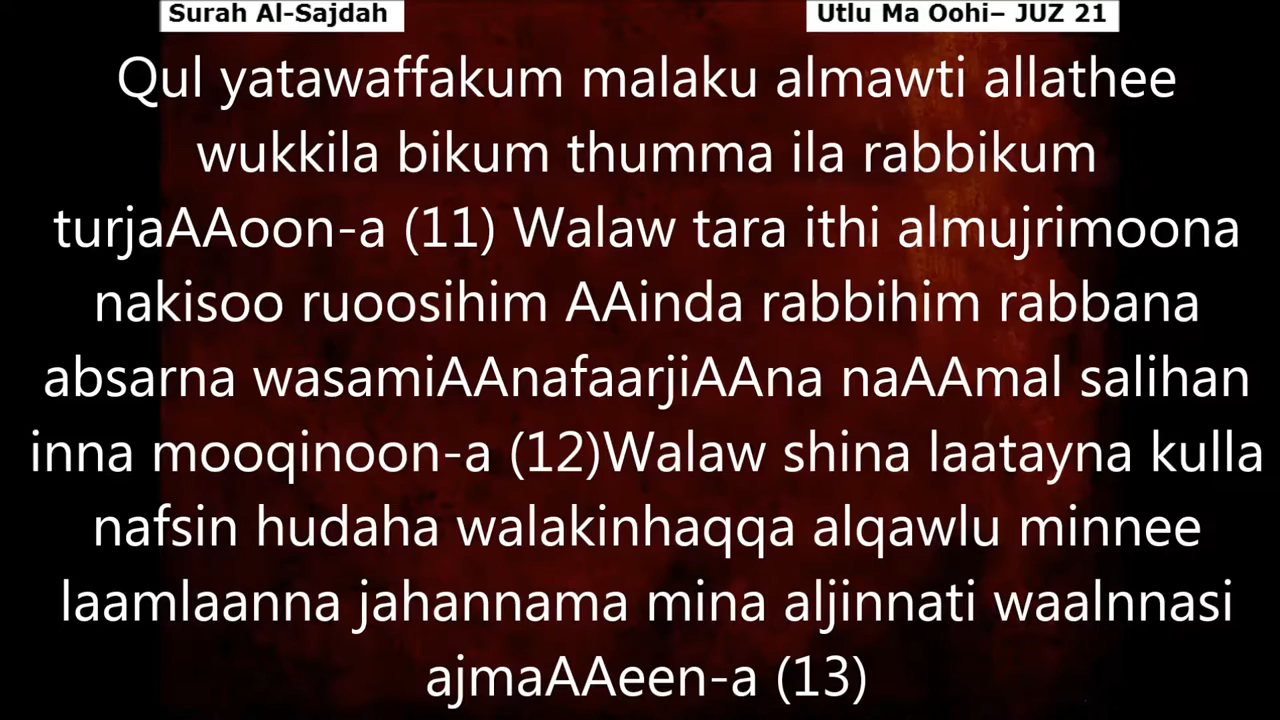 Surah Al-Sajdah
Utlu Ma Oohi– JUZ 21
Qul yatawaffakum malaku almawti allathee
wukkila bikum thumma ila rabbikum
turjaAAoon-a (11) Walaw tara ithi almujrimoona
nakisoo ruoosihim AAinda rabbihim rabbana
absarna wasamiAAnafaarjiAAna naAAmal salihan
inna mooqinoon-a (12)Walaw shina laatayna kulla
nafsin hudaha walakinhaqqa alqawlu minnee
laamlaanna jahannama mina aljinnati waalnnasi
ajmaAAeen-a (13)